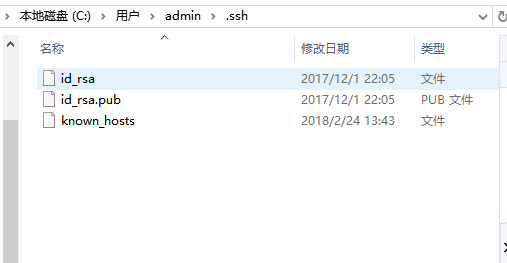 本地磁盘 (C:) > 用户 > admin > .ssh
名称 修改日期 类型
id_rsa 2017/12/1 22:05 文件
id_rsa.pub 2017/12/1 22:05 PUB 文件
known_hosts 2018/2/24 13:43 文件